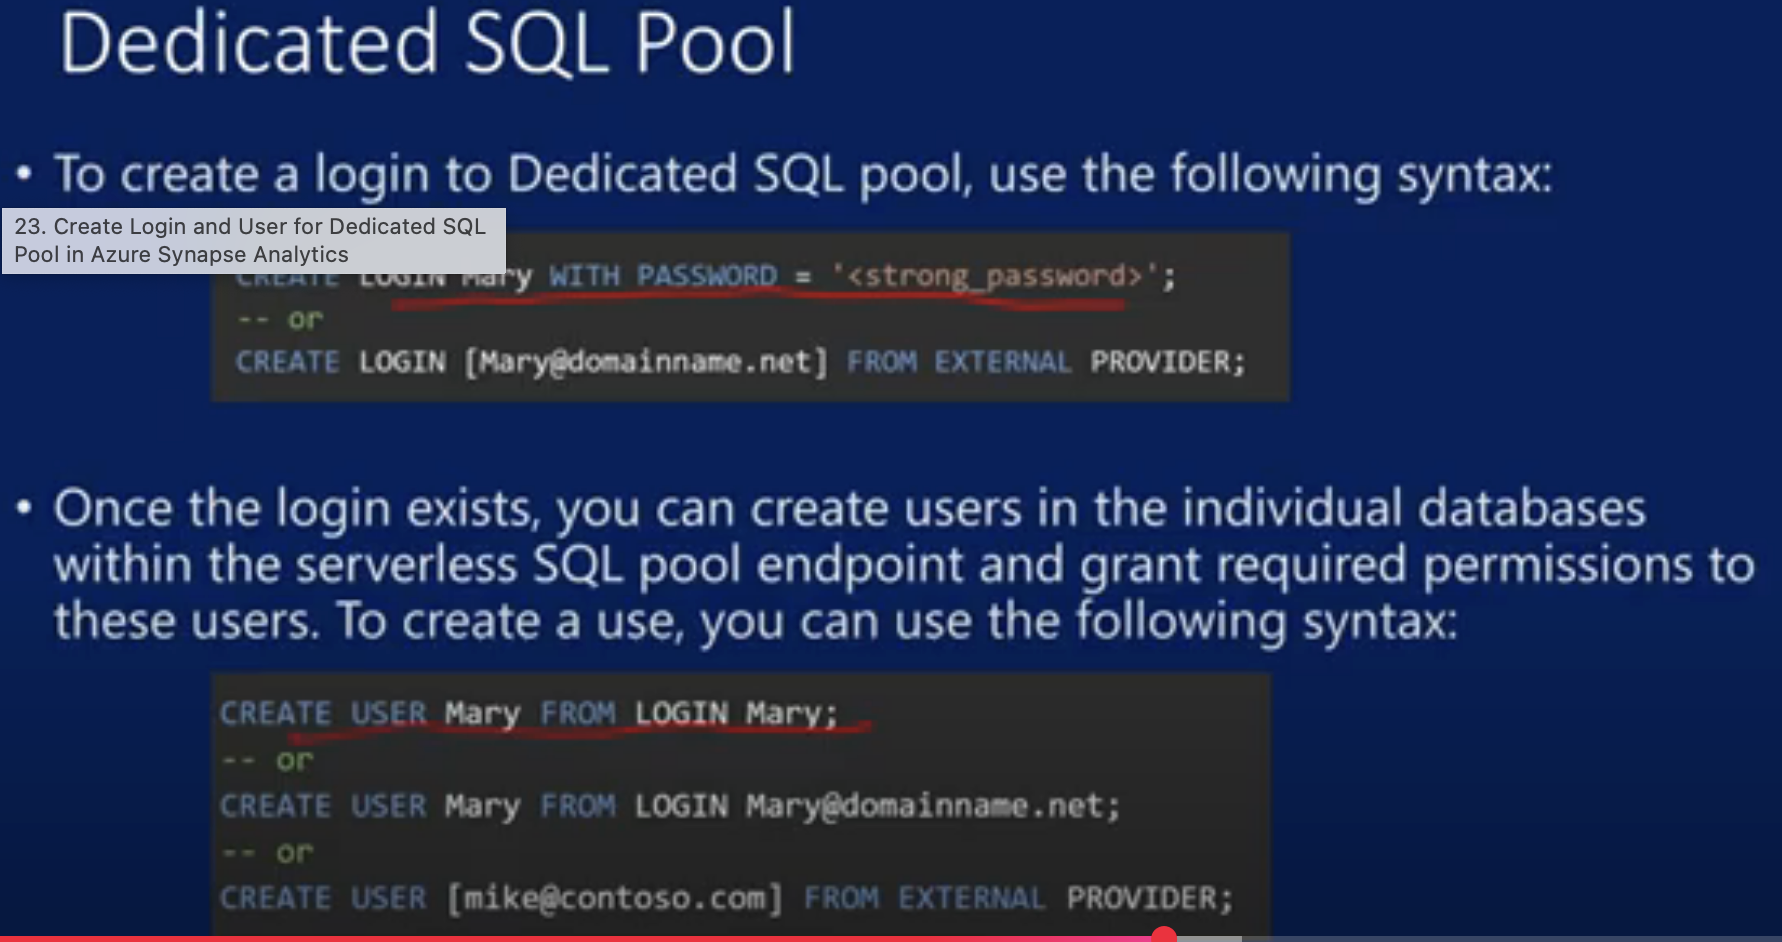 Dedicated SQL Pool
• To create a login to Dedicated SQL pool, use the following syntax:
23. Create Login and User for Dedicated SQL
Pool in Azure Synapse Analytics
CREATE LOGIN Mary WITH PASSWORD = '<strong_password>';
-- or
CREATE LOGIN [Mary@domainname.net] FROM EXTERNAL PROVIDER;
• Once the login exists, you can create users in the individual databases
within the serverless SQL pool endpoint and grant required permissions to
these users. To create a use, you can use the following syntax:
CREATE USER Mary FROM LOGIN Mary;
-- or
CREATE USER Mary FROM LOGIN Mary@domainname.net;
-- or
CREATE USER [mike@contoso.com] FROM EXTERNAL PROVIDER;